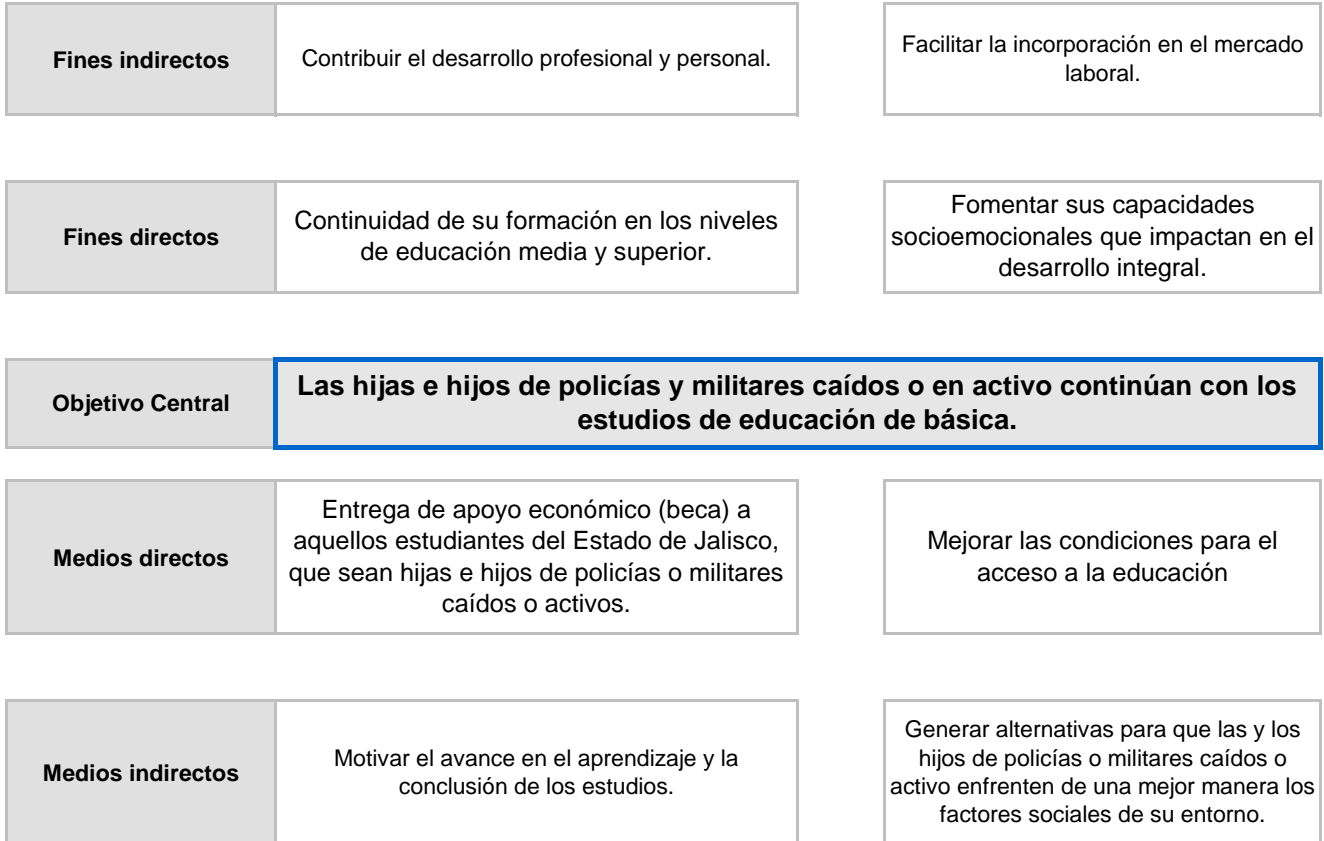 Fines indirectos
Contribuir el desarrollo profesional y personal.
Facilitar la incorporación en el mercado
laboral.
Fines directos
Continuidad de su formación en los niveles
de educación media y superior.
Fomentar sus capacidades
socioemocionales que impactan en el
desarrollo integral.
Objetivo Central
Las hijas e hijos de policías y militares caídos o en activo continúan con los
estudios de educación de básica.
Medios directos
Entrega de apoyo económico (beca) a
aquellos estudiantes del Estado de Jalisco,
que sean hijas e hijos de policías o militares
caídos o activos.
Mejorar las condiciones para el
acceso a la educación
Medios indirectos
Motivar el avance en el aprendizaje y la
conclusión de los estudios.
Generar alternativas para que las y los
hijos de policías o militares caídos o
activo enfrenten de una mejor manera los
factores sociales de su entorno.